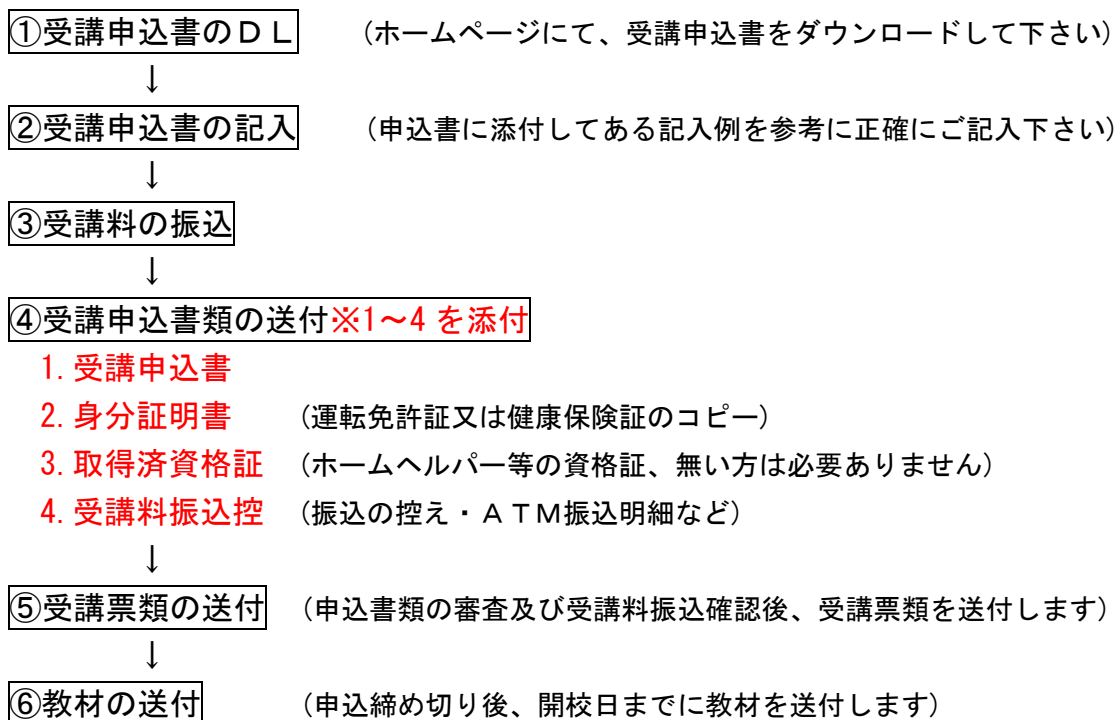 ①受講申込書のＤＬ (ホームページにて、受講申込書をダウンロードして下さい)
↓
②受講申込書の記入 (申込書に添付してある記入例を参考に正確にご記入下さい)
↓
③受講料の振込
↓
④受講申込書類の送付※1～4を添付
1.受講申込書
2.身分証明書 (運転免許証又は健康保険証のコピー)
3.取得済資格証 (ホームヘルパー等の資格証、無い方は必要ありません)
4.受講料振込控 (振込の控え・ＡＴＭ振込明細など)
↓
⑤受講票類の送付 (申込書類の審査及び受講料振込確認後、受講票類を送付します)
↓
⑥教材の送付 (申込締め切り後、開校日までに教材を送付します)